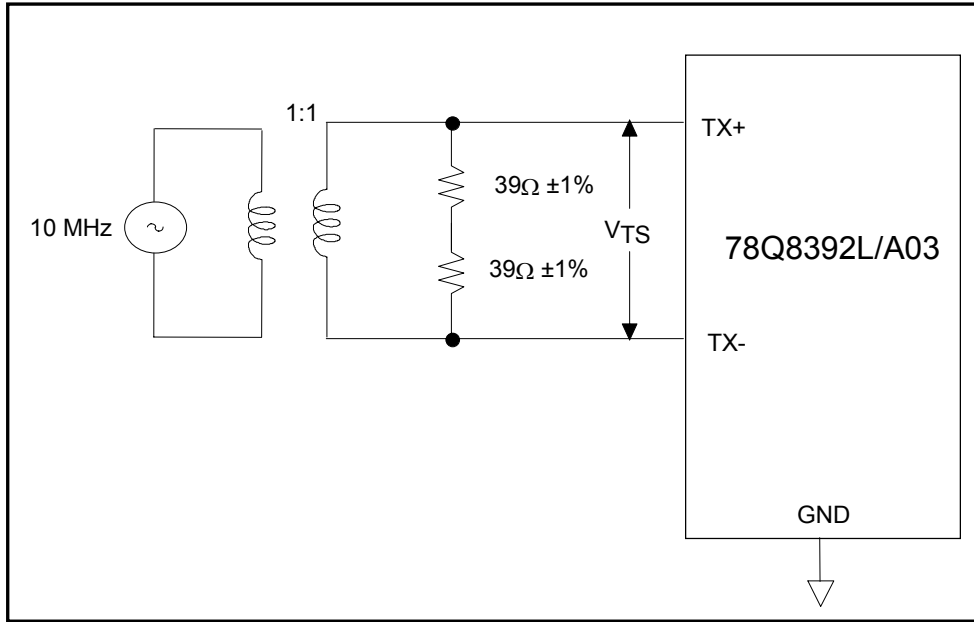 1:1
TX+
39Ω ±1%
10 MHz
~
VTS
78Q8392L/A03
39Ω ±1%
TX-
GND